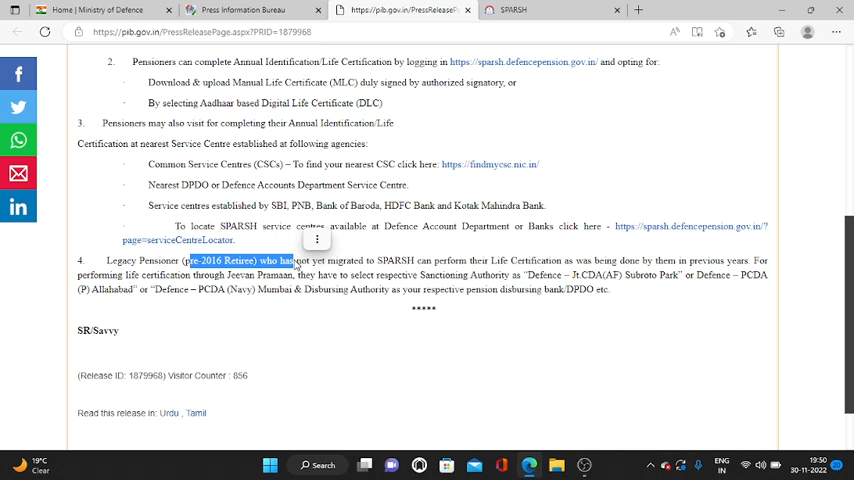 Home | Ministry of Defence
Press Information Bureau
https://pib.gov.in/PressReleasePa
SPARSH
https://pib.gov.in/PressReleasePage.aspx?PRID=1879968
2. Pensioners can complete Annual Identification/Life Certification by logging in https://sparsh.defencepension.gov.in/ and opting for:
· Download & upload Manual Life Certificate (MLC) duly signed by authorized signatory, or
· By selecting Aadhaar based Digital Life Certificate (DLC)
3. Pensioners may also visit for completing their Annual Identification/Life
Certification at nearest Service Centre established at following agencies:
· Common Service Centres (CSCs) – To find your nearest CSC click here: https://findmycsc.nic.in/
· Nearest DPDO or Defence Accounts Department Service Centre.
· Service centres established by SBI, PNB, Bank of Baroda, HDFC Bank and Kotak Mahindra Bank.
· To locate SPARSH service centres available at Defence Account Department or Banks click here - https://sparsh.defencepension.gov.in/?
page=serviceCentreLocator.
4. Legacy Pensioner (pre-2016 Retiree) who has not yet migrated to SPARSH can perform their Life Certification as was being done by them in previous years. For
performing life certification through Jeevan Pramaan, they have to select respective Sanctioning Authority as “Defence – Jt.CDA(AF) Subroto Park” or Defence – PCDA
(P) Allahabad” or “Defence – PCDA (Navy) Mumbai & Disbursing Authority as your respective pension disbursing bank/DPDO etc.
*****
SR/Savvy
(Release ID: 1879968) Visitor Counter : 856
Read this release in: Urdu , Tamil
19°C
Clear
Search
ENG
IN
19:50
30-11-2022